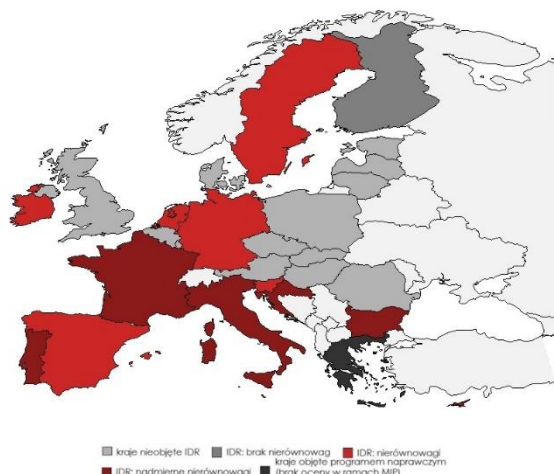 kraje nieobjęte IDR IDR: brak nierównowag IDR: nierównowagi
IDR: nadmierne nierównowagi kraje objęte programem naprawczym
(brak oceny w ramach MIP)